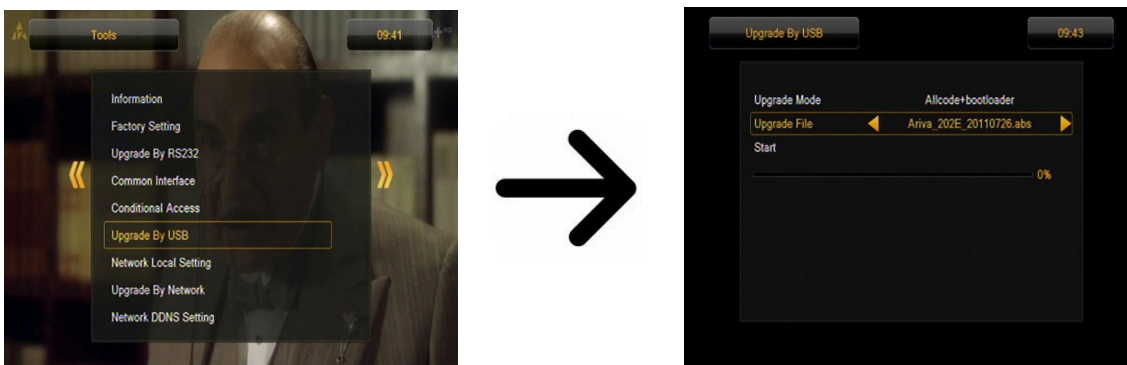 Tools
09:41
Information
Factory Setting
Upgrade By RS232
Common Interface
Conditional Access
Upgrade By USB
Network Local Setting
Upgrade By Network
Network DDNS Setting
Upgrade By USB
09:43
Upgrade Mode Allcode+bootloader
Upgrade File Ariva_202E_20110726.abs
Start
0%